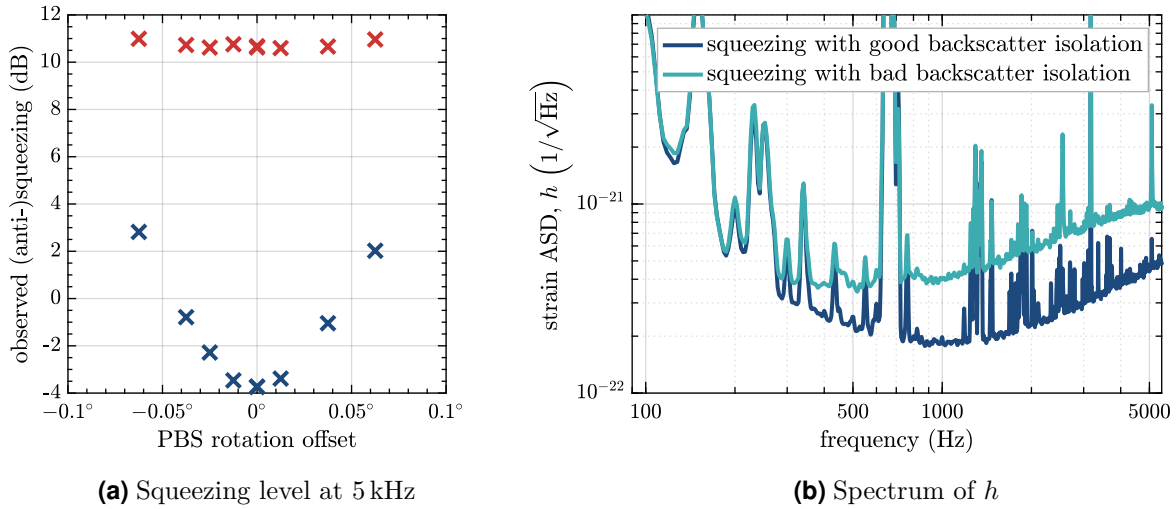 12
10
8
6
4
2
0
−2
−4
observed (anti-)squeezing (dB)
−0.1° −0.05° 0° 0.05° 0.1°
PBS rotation offset
(a) Squeezing level at 5 kHz
squeezing with good backscatter isolation
squeezing with bad backscatter isolation
10⁻²¹
10⁻²²
strain ASD, h (1/√Hz)
100 500 1000 5000
frequency (Hz)
(b) Spectrum of h